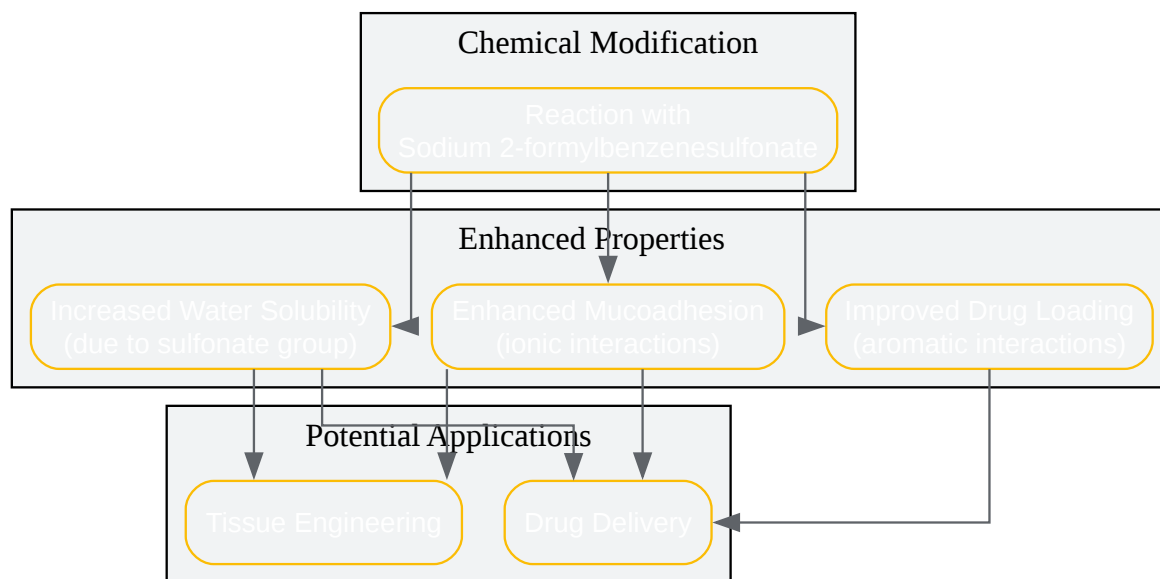 Chemical Modification
Reaction with
Sodium 2-formylbenzenesulfonate
Enhanced Properties
Increased Water Solubility
(due to sulfonate group)
Enhanced Mucoadhesion
(ionic interactions)
Improved Drug Loading
(aromatic interactions)
Potential Applications
Tissue Engineering
Drug Delivery